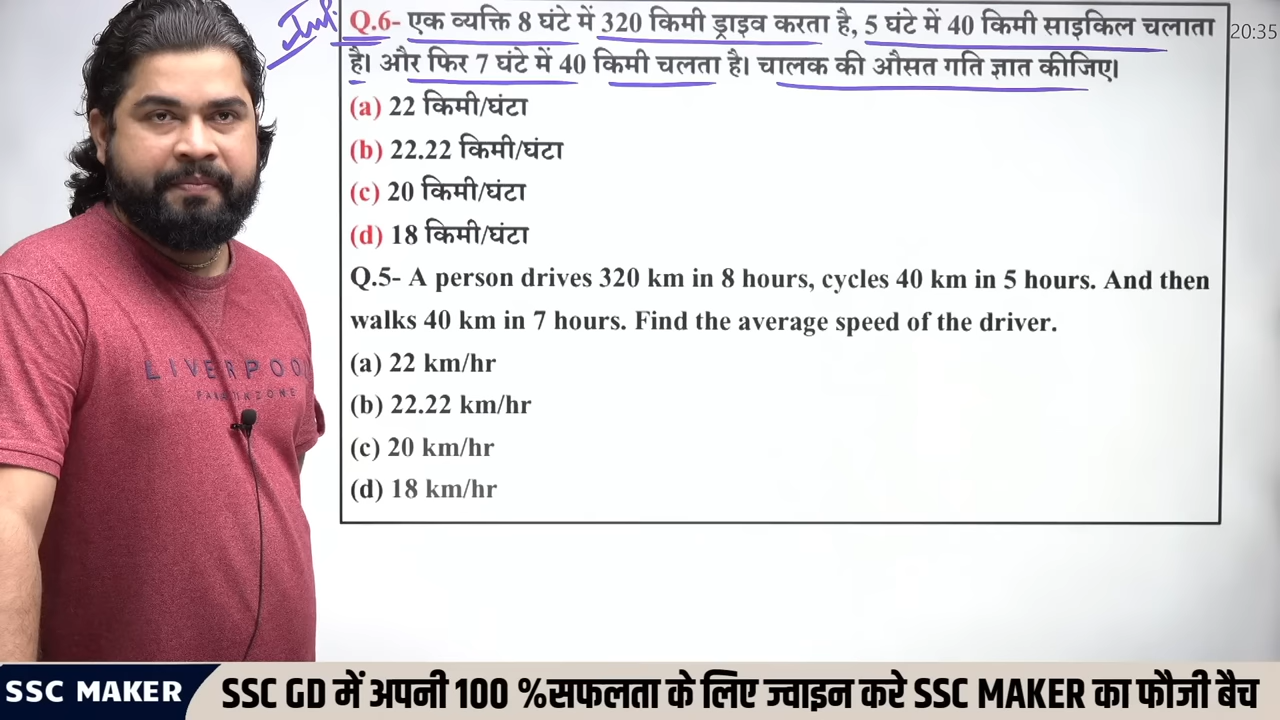 Imp.
Q.6- एक व्यक्ति 8 घंटे में 320 किमी ड्राइव करता है, 5 घंटे में 40 किमी साइकिल चलाता
है। और फिर 7 घंटे में 40 किमी चलता है। चालक की औसत गति ज्ञात कीजिए।
(a) 22 किमी/घंटा
(b) 22.22 किमी/घंटा
(c) 20 किमी/घंटा
(d) 18 किमी/घंटा
Q.5- A person drives 320 km in 8 hours, cycles 40 km in 5 hours. And then
walks 40 km in 7 hours. Find the average speed of the driver.
(a) 22 km/hr
(b) 22.22 km/hr
(c) 20 km/hr
(d) 18 km/hr
20:35
LIVERPOO
SSC MAKER
SSC GD में अपनी 100 %सफलता के लिए ज्वाइन करे SSC MAKER का फौजी बैच